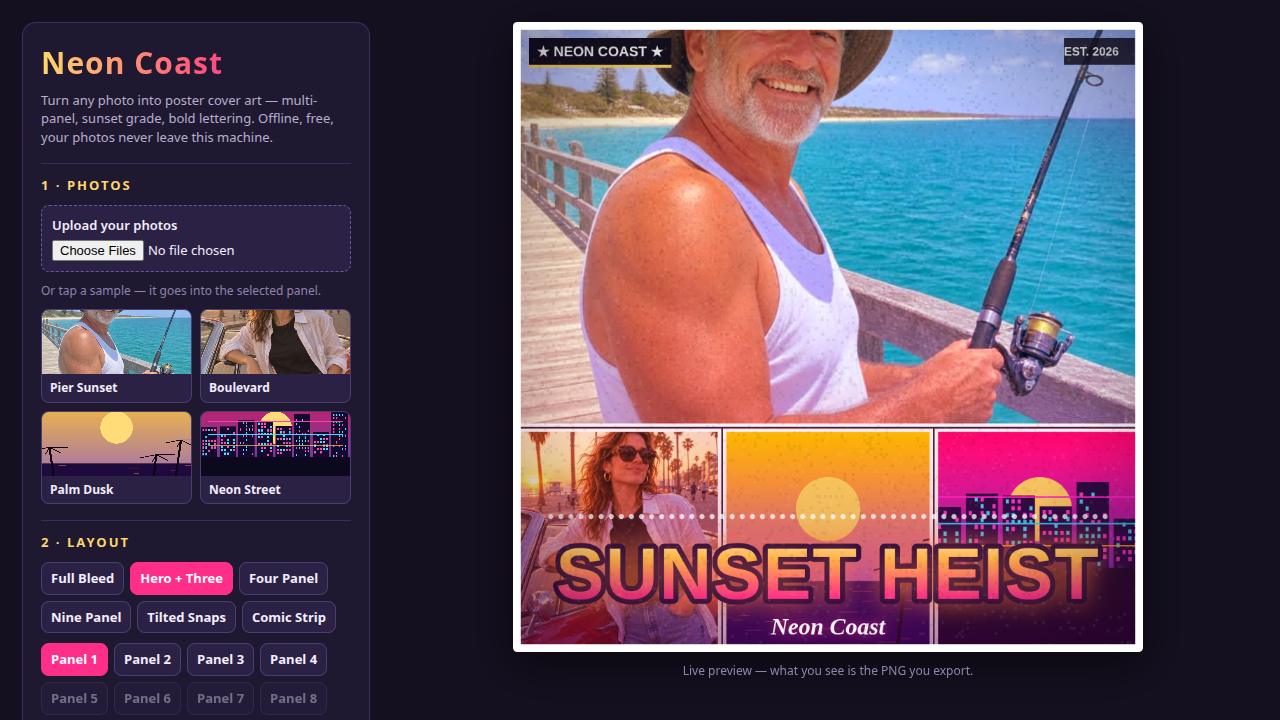 Neon Coast
Turn any photo into poster cover art — multi-
panel, sunset grade, bold lettering. Offline, free,
your photos never leave this machine.
1 · PHOTOS
Upload your photos
Choose Files No file chosen
Or tap a sample — it goes into the selected panel.
Pier Sunset
Boulevard
Palm Dusk
Neon Street
2 · LAYOUT
Full Bleed
Hero + Three
Four Panel
Nine Panel
Tilted Snaps
Comic Strip
Panel 1
Panel 2
Panel 3
Panel 4
Panel 5
Panel 6
Panel 7
Panel 8
★ NEON COAST ★
EST. 2026
SUNSET HEIST
Neon Coast
Live preview — what you see is the PNG you export.